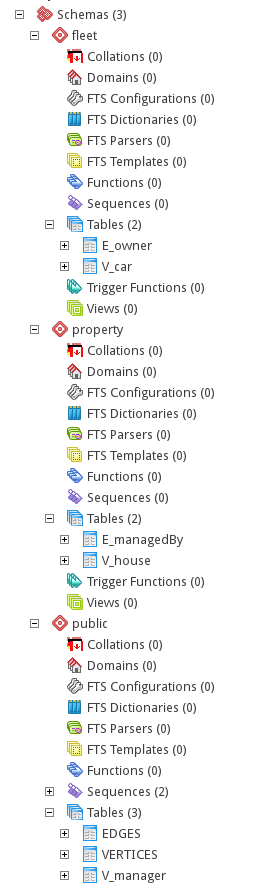 Schemas (3)
fleet
Collations (0)
Domains (0)
FTS Configurations (0)
FTS Dictionaries (0)
FTS Parsers (0)
FTS Templates (0)
Functions (0)
Sequences (0)
Tables (2)
E_owner
V_car
Trigger Functions (0)
Views (0)
property
Collations (0)
Domains (0)
FTS Configurations (0)
FTS Dictionaries (0)
FTS Parsers (0)
FTS Templates (0)
Functions (0)
Sequences (0)
Tables (2)
E_managedBy
V_house
Trigger Functions (0)
Views (0)
public
Collations (0)
Domains (0)
FTS Configurations (0)
FTS Dictionaries (0)
FTS Parsers (0)
FTS Templates (0)
Functions (0)
Sequences (2)
Tables (3)
EDGES
VERTICES
V_manager